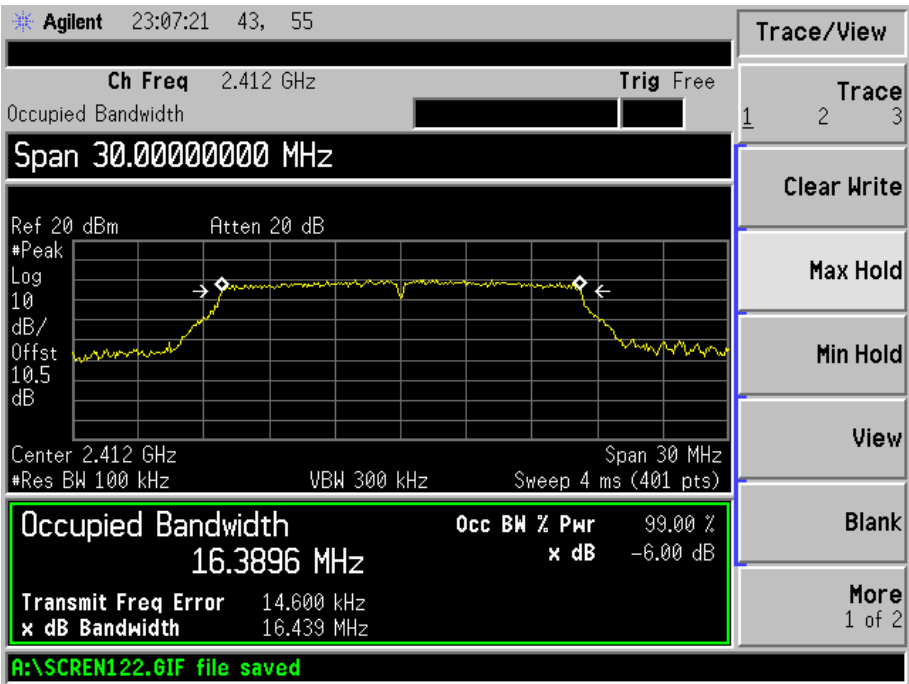 Agilent 23:07:21 43, 55
Trace/View
Ch Freq 2.412 GHz Trig Free
Occupied Bandwidth
Trace
1 2 3
Span 30.00000000 MHz
Clear Write
Ref 20 dBm Atten 20 dB
#Peak
Log
10
dB/
Offst
10.5
dB
Max Hold
Min Hold
Center 2.412 GHz Span 30 MHz
#Res BW 100 kHz VBW 300 kHz Sweep 4 ms (401 pts)
View
Occupied Bandwidth Occ BW % Pwr 99.00 %
16.3896 MHz x dB -6.00 dB
Blank
Transmit Freq Error 14.600 kHz
x dB Bandwidth 16.439 MHz
More
1 of 2
A:\SCREN122.GIF file saved